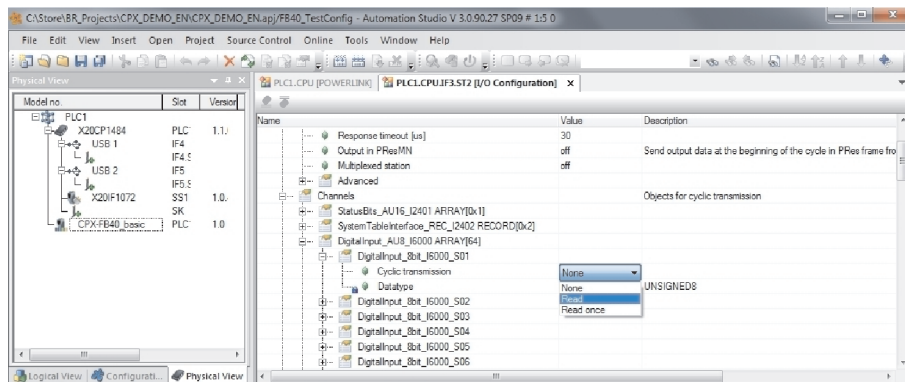 C:\Store\BR_Projects\CPX_DEMO_EN\CPX_DEMO_EN.apj/FB40_TestConfig - Automation Studio V 3.0.90.27 SP09 # 1:5 0
File Edit View Insert Open Project Source Control Online Tools Window Help
Physical View
PLC1.CPU [POWERLINK] PLC1.CPU.IF3.ST2 [I/O Configuration] x
Model no. Slot Version
PLC1
X20CP1484 PLC 1.1.
USB 1 IF4
IF4.S
USB 2 IF5
IF5.S
X20IF1072 SS1 1.0.
SK
CPX-FB40_basic PLC 1.0
Name Value Description
Response timeout [us] 30
Output in PResMN off Send output data at the beginning of the cycle in PRes frame fro
Multiplexed station off
Advanced
Channels Objects for cyclic transmission
StatusBits_AU16_I2401 ARRAY[0x1]
SystemTableInterface_REC_I2402 RECORD[0x2]
DigitalInput_AU8_I6000 ARRAY[64]
DigitalInput_8bit_I6000_S01
Cyclic transmission None
Datatype UNSIGNED8
None
Read
Read once
DigitalInput_8bit_I6000_S02
DigitalInput_8bit_I6000_S03
DigitalInput_8bit_I6000_S04
DigitalInput_8bit_I6000_S05
DigitalInput_8bit_I6000_S06
Logical View Configurati... Physical View